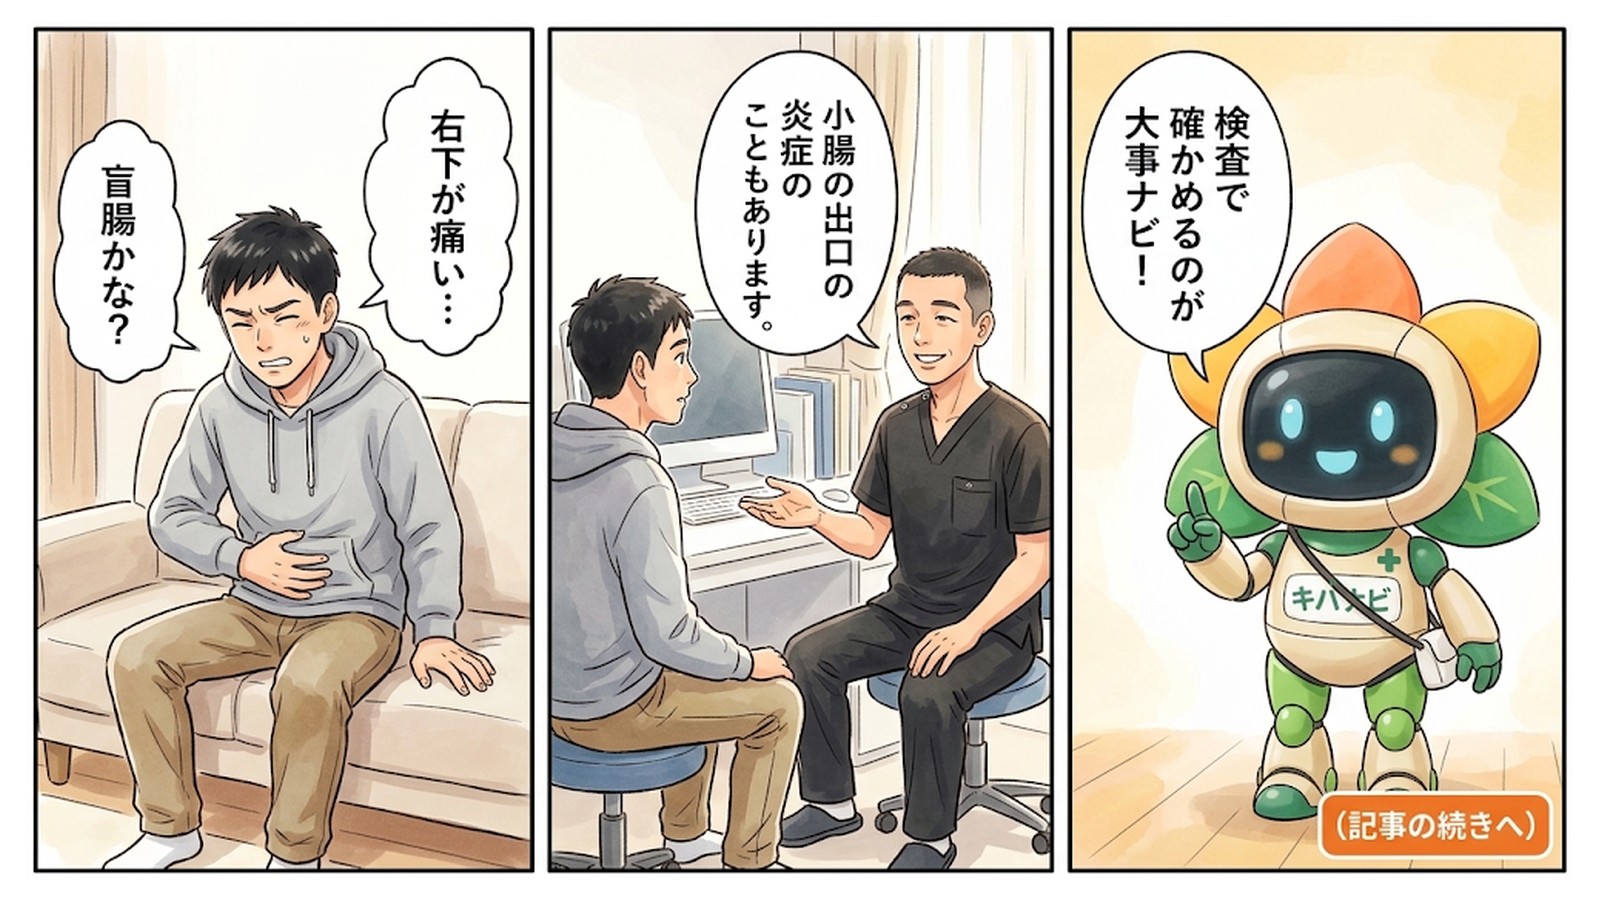 右下が痛い…
盲腸かな？
小腸の出口の
炎症の
こともあります。
検査で
確かめるのが
大事ナビ！
キハナビ
（記事の続きへ）